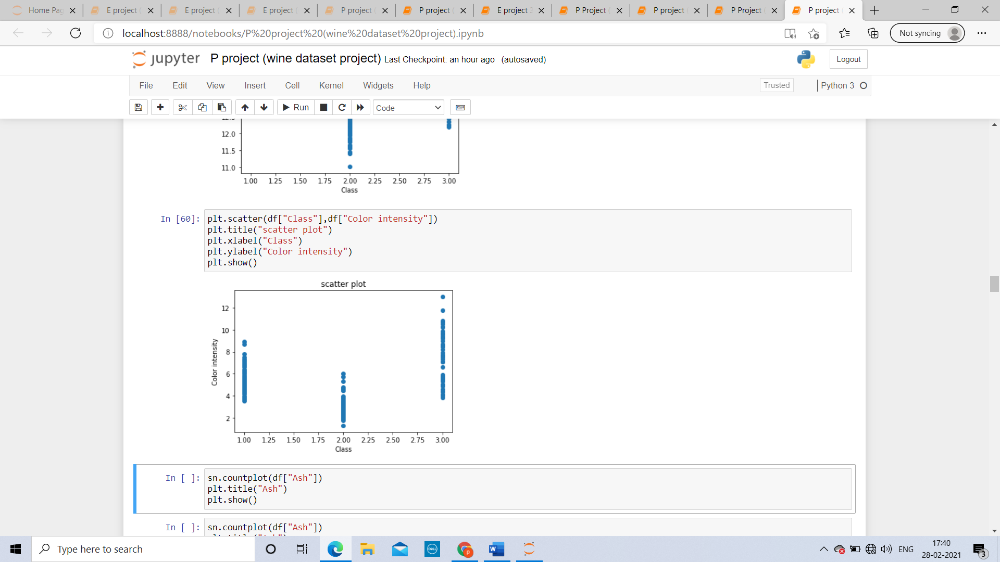 Home Pag
E project (
E project (
E project (
P project (
P project (
E project 3
P Project (
P project (
P Project (
P project (
localhost:8888/notebooks/P%20project%20(wine%20dataset%20project).ipynb
Not syncing
jupyter P project (wine dataset project) Last Checkpoint: an hour ago (autosaved)
Logout
File Edit View Insert Cell Kernel Widgets Help
Trusted Python 3
Run Code
12.0
11.5
11.0
1.00 1.25 1.50 1.75 2.00 2.25 2.50 2.75 3.00
Class
In [60]: plt.scatter(df["Class"],df["Color intensity"])
plt.title("scatter plot")
plt.xlabel("Class")
plt.ylabel("Color intensity")
plt.show()
scatter plot
12
10
8
6
4
2
Color intensity
1.00 1.25 1.50 1.75 2.00 2.25 2.50 2.75 3.00
Class
In [ ]: sn.countplot(df["Ash"])
plt.title("Ash")
plt.show()
In [ ]: sn.countplot(df["Ash"])
Type here to search
DELL
p
W
ENG
17:40
28-02-2021
3